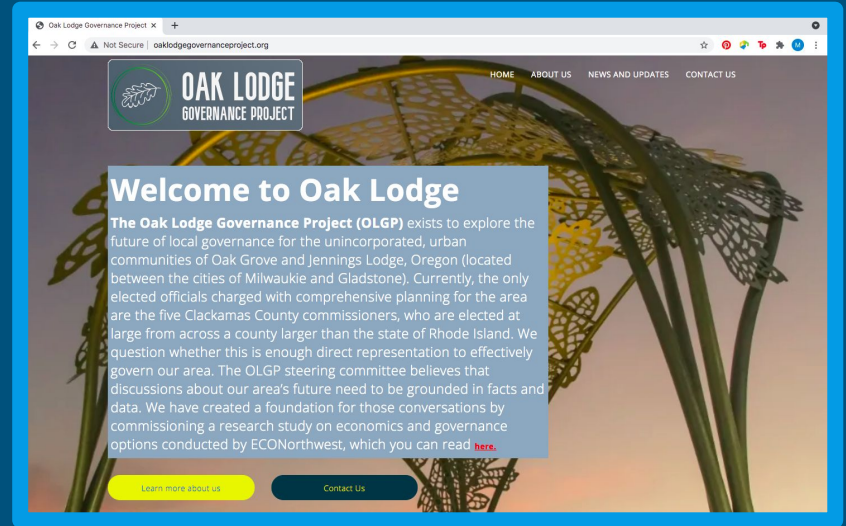 Oak Lodge Governance Project
Not Secure | oaklodgegovernanceproject.org
Tp
M
OAK LODGE
GOVERNANCE PROJECT
HOME ABOUT US NEWS AND UPDATES CONTACT US
Welcome to Oak Lodge
The Oak Lodge Governance Project (OLGP) exists to explore the
future of local governance for the unincorporated, urban
communities of Oak Grove and Jennings Lodge, Oregon (located
between the cities of Milwaukie and Gladstone). Currently, the only
elected officials charged with comprehensive planning for the area
are the five Clackamas County commissioners, who are elected at
large from across a county larger than the state of Rhode Island. We
question whether this is enough direct representation to effectively
govern our area. The OLGP steering committee believes that
discussions about our area's future need to be grounded in facts and
data. We have created a foundation for those conversations by
commissioning a research study on economics and governance
options conducted by ECONorthwest, which you can read here.
Learn more about us Contact Us